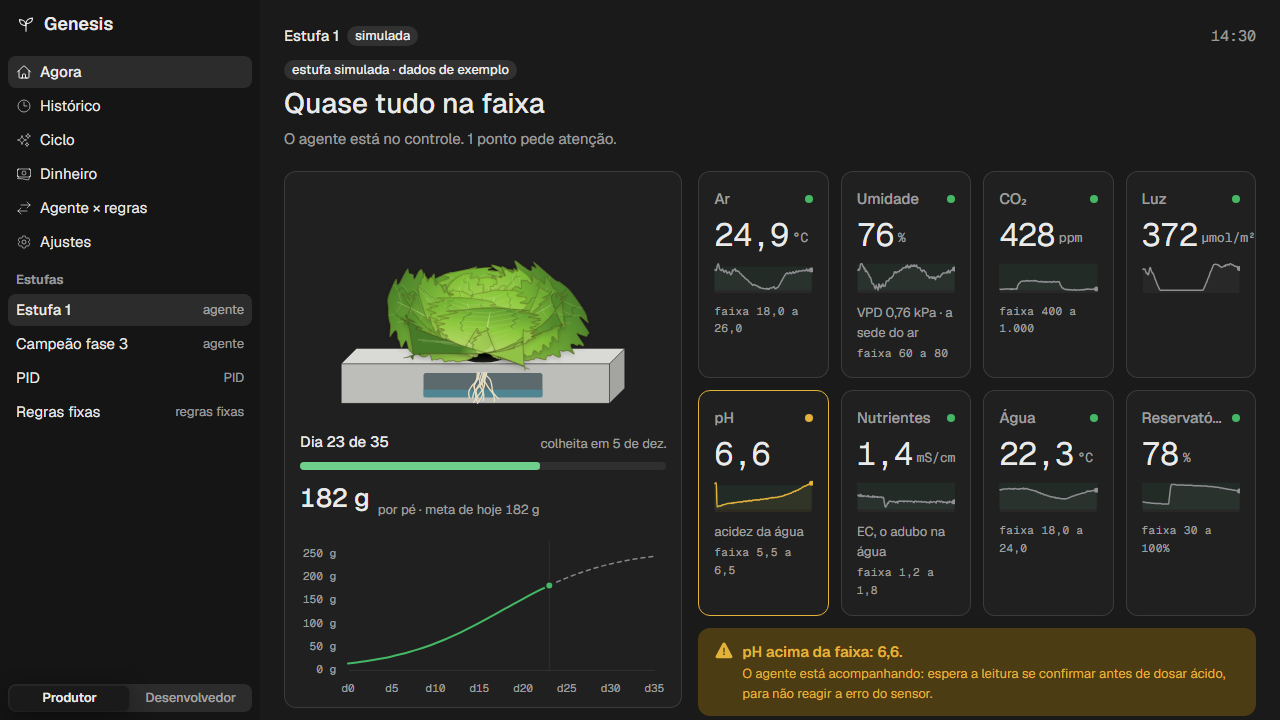 Genesis
Agora
Histórico
Ciclo
Dinheiro
Agente × regras
Ajustes
Estufas
Estufa 1 agente
Campeão fase 3 agente
PID PID
Regras fixas regras fixas
Produtor Desenvolvedor
Estufa 1 simulada 14:30
estufa simulada · dados de exemplo
Quase tudo na faixa
O agente está no controle. 1 ponto pede atenção.
Dia 23 de 35 colheita em 5 de dez.
182 g por pé · meta de hoje 182 g
250 g
200 g
150 g
100 g
50 g
0 g
d0 d5 d10 d15 d20 d25 d30 d35
Ar
24,9 °C
faixa 18,0 a
26,0
Umidade
76 %
VPD 0,76 kPa · a
sede do ar
faixa 60 a 80
CO₂
428 ppm
faixa 400 a
1.000
Luz
372 µmol/m²
pH
6,6
acidez da água
faixa 5,5 a
6,5
Nutrientes
1,4 mS/cm
EC, o adubo na
água
faixa 1,2 a
1,8
Água
22,3 °C
faixa 18,0 a
24,0
Reservató…
78 %
faixa 30 a
100%
pH acima da faixa: 6,6.
O agente está acompanhando: espera a leitura se confirmar antes de dosar ácido,
para não reagir a erro do sensor.